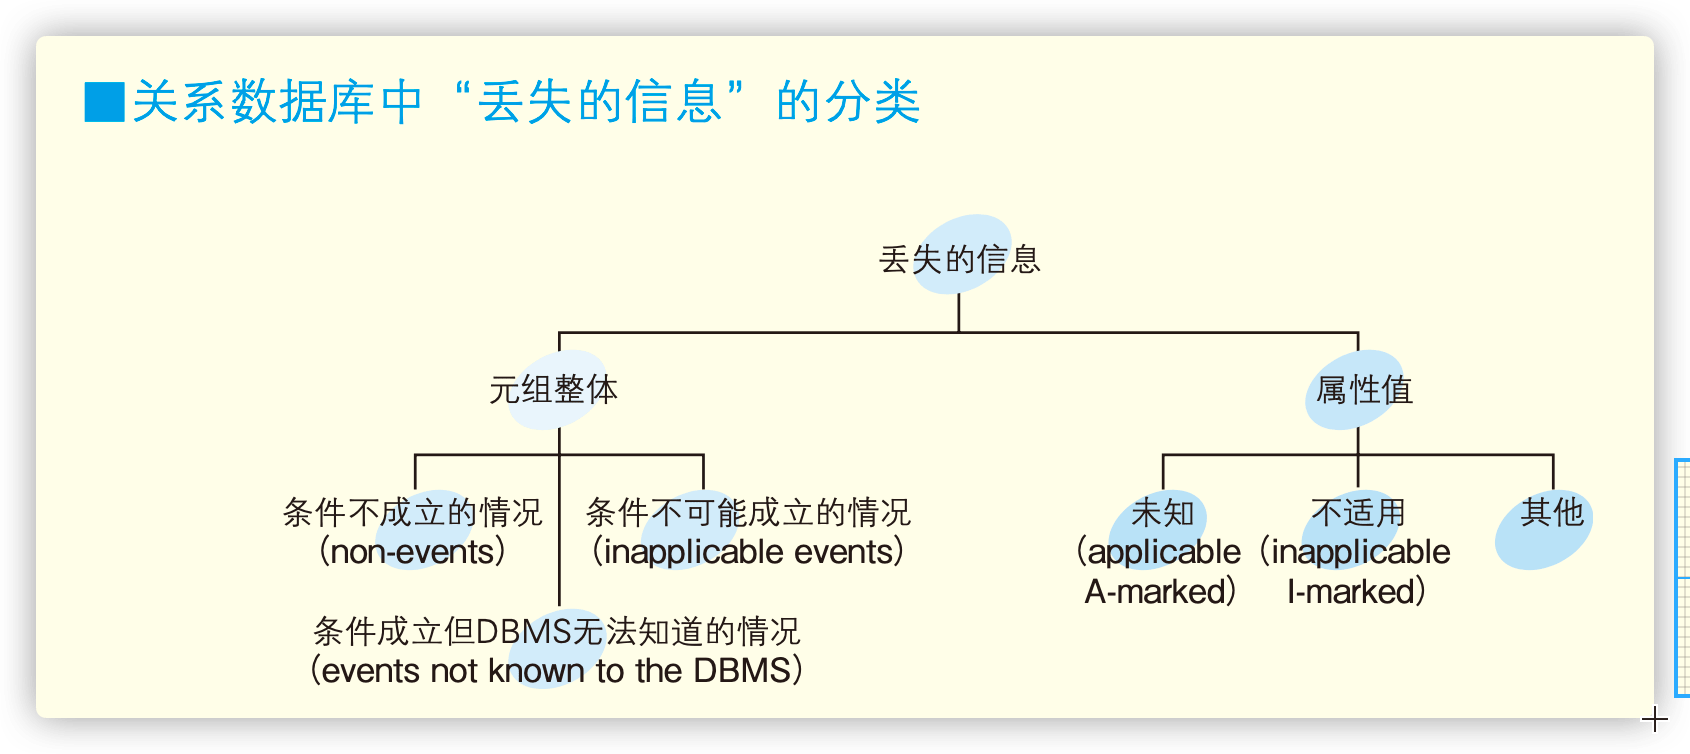 ■关系数据库中“丢失的信息”的分类
丢失的信息
元组整体
属性值
条件不成立的情况
(non-events)
条件不可能成立的情况
(inapplicable events)
条件成立但DBMS无法知道的情况
(events not known to the DBMS)
未知
(applicable
A-marked)
不适用
(inapplicable
I-marked)
其他